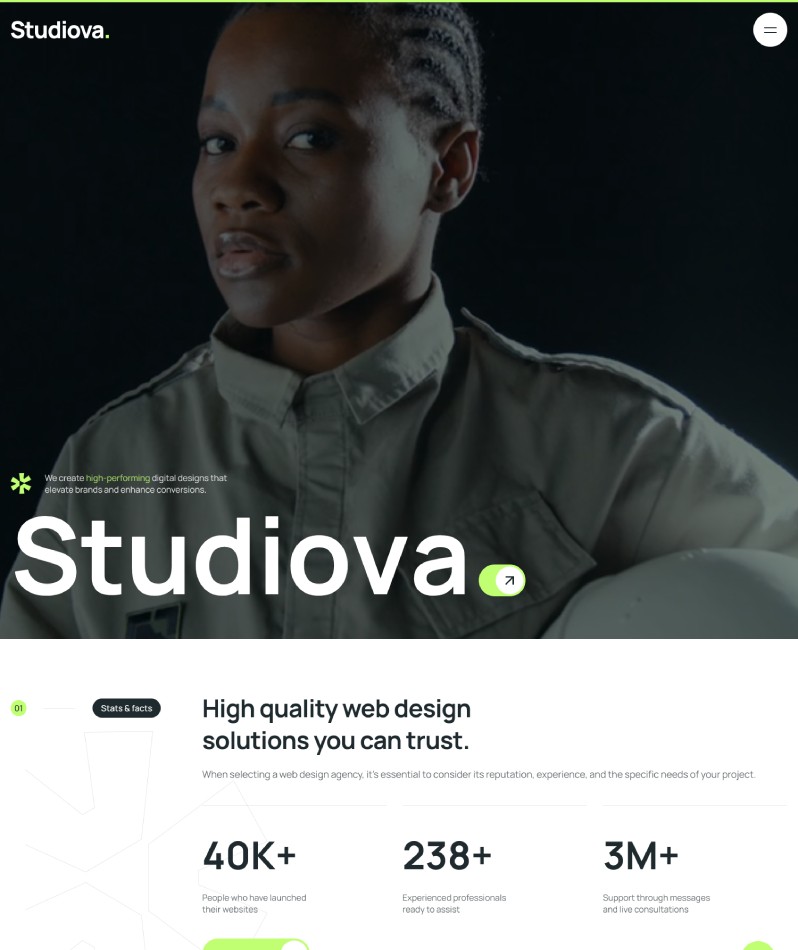 Studiova.
We create high-performing digital designs that
elevate brands and enhance conversions.
Studiova
01
Stats & facts
High quality web design
solutions you can trust.
When selecting a web design agency, it's essential to consider its reputation, experience, and the specific needs of your project.
40K+
238+
3M+
People who have launched
their websites
Experienced professionals
ready to assist
Support through messages
and live consultations